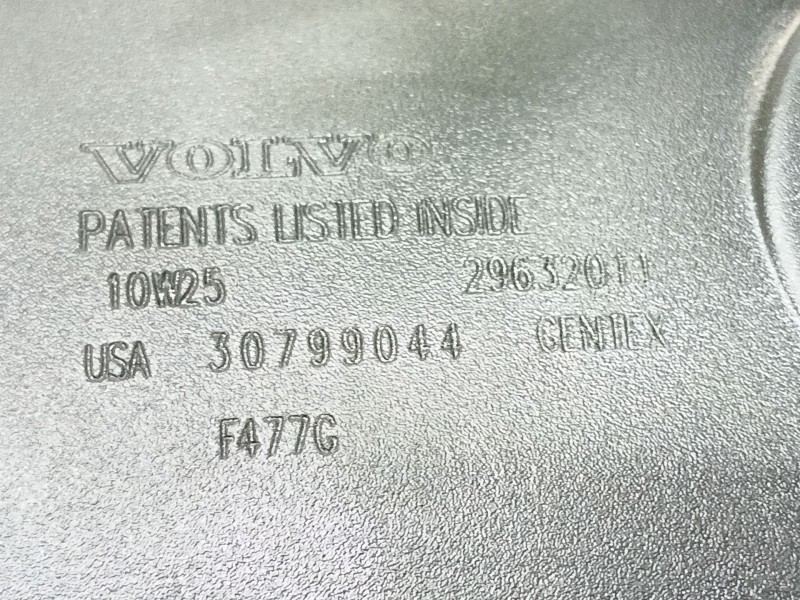 VOLVO
PATENTS LISTED INSIDE
10W25 29632011
USA 30799044 GENTEX
F477G